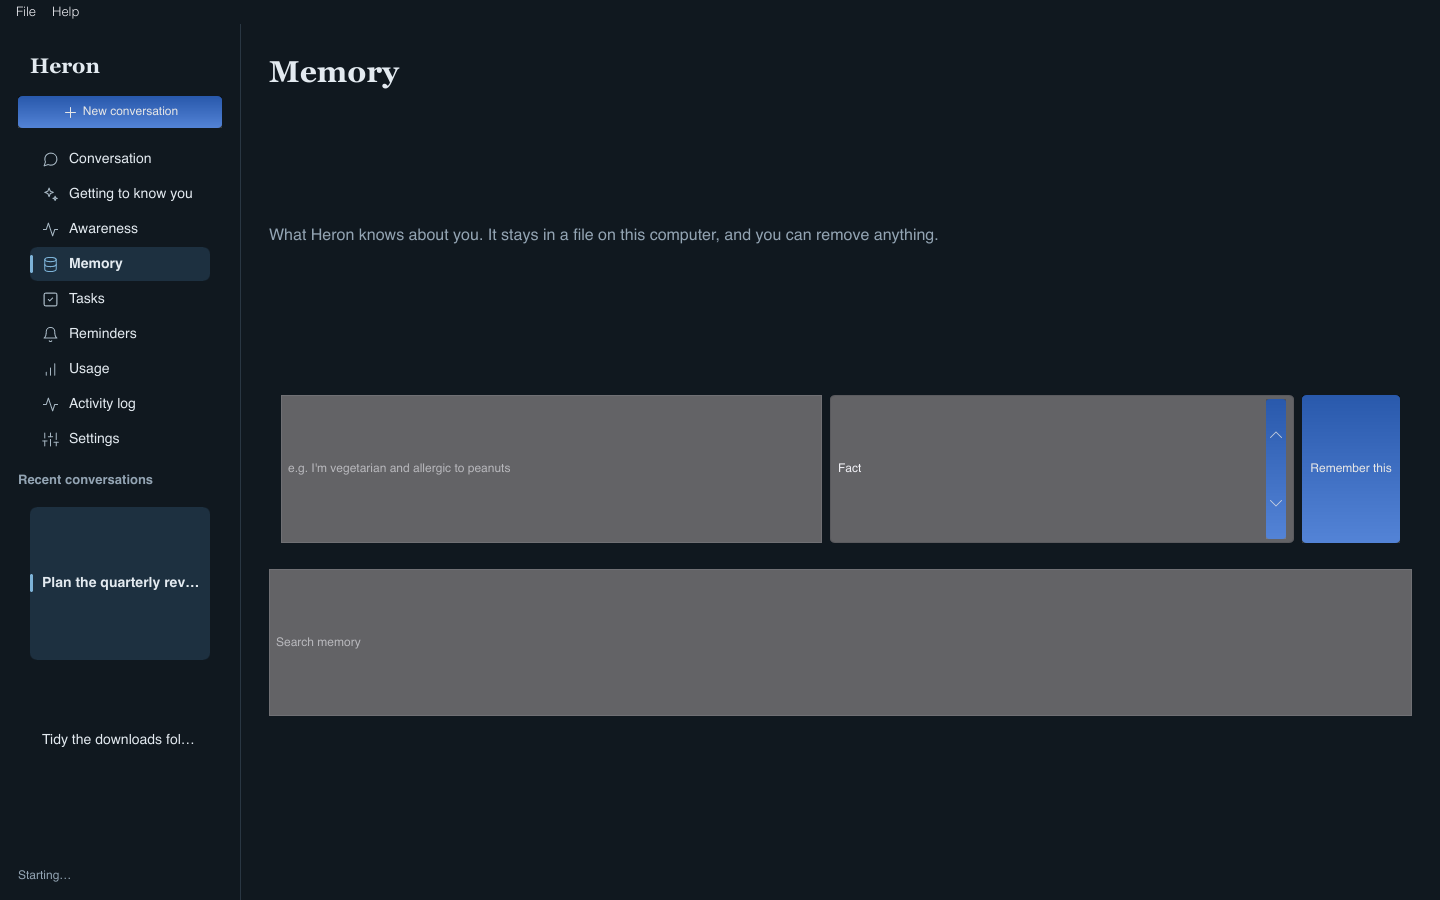 File Help
Heron
New conversation
Conversation
Getting to know you
Awareness
Memory
Tasks
Reminders
Usage
Activity log
Settings
Recent conversations
Plan the quarterly rev…
Tidy the downloads fol…
Starting…
Memory
What Heron knows about you. It stays in a file on this computer, and you can remove anything.
e.g. I'm vegetarian and allergic to peanuts
Fact
Remember this
Search memory